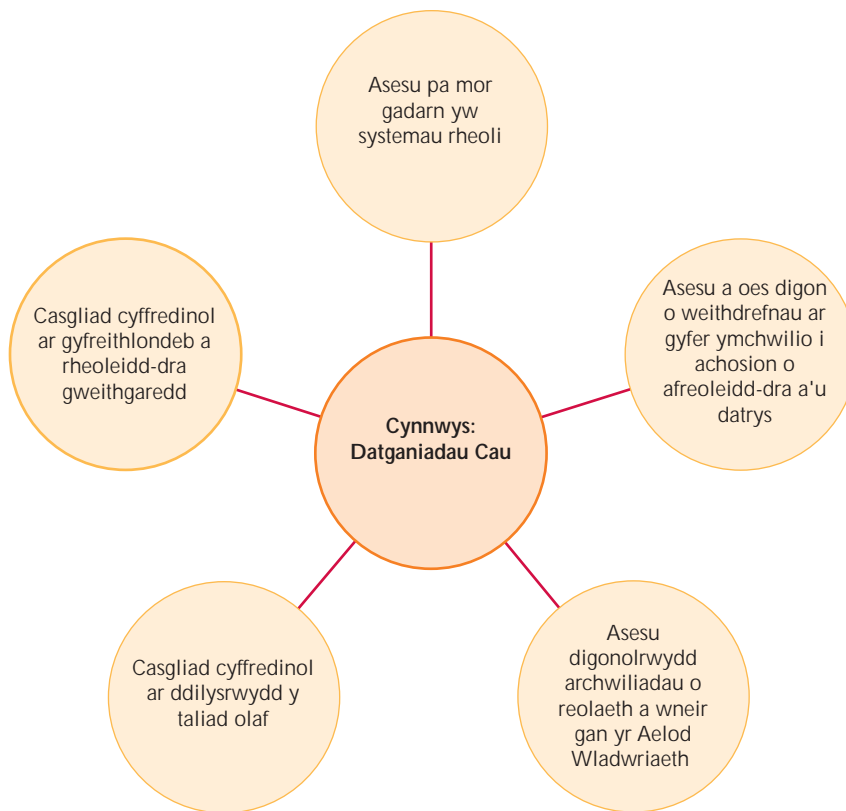 Asesu pa mor
gadarn yw
systemau rheoli
Asesu a oes digon
o weithdrefnau ar
gyfer ymchwilio i
achosion o
afreoleidd-dra a'u
datrys
Casgliad cyffredinol
ar gyfreithlondeb a
rheoleidd-dra
gweithgaredd
Cynnwys:
Datganiadau Cau
Asesu
digonolrwydd
archwiliadau o
reolaeth a wneir
gan yr Aelod
Wladwriaeth
Casgliad cyffredinol
ar ddilysrwydd y
taliad olaf